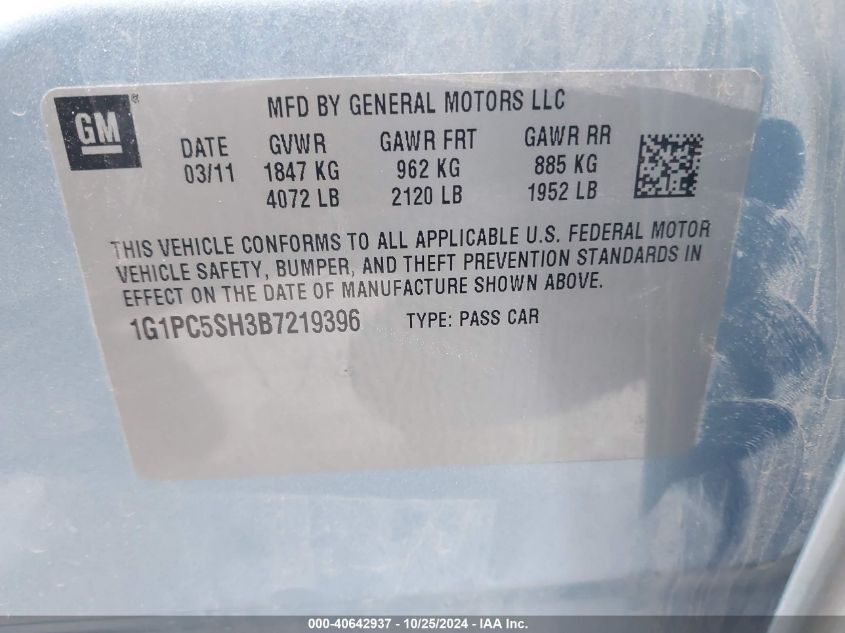 GM
®
MFD BY GENERAL MOTORS LLC
DATE GVWR GAWR FRT GAWR RR
03/11 1847 KG 962 KG 885 KG
4072 LB 2120 LB 1952 LB
THIS VEHICLE CONFORMS TO ALL APPLICABLE U.S. FEDERAL MOTOR
VEHICLE SAFETY, BUMPER, AND THEFT PREVENTION STANDARDS IN
EFFECT ON THE DATE OF MANUFACTURE SHOWN ABOVE.
1G1PC5SH3B7219396 TYPE: PASS CAR
000-40642937 - 10/25/2024 - IAA Inc.